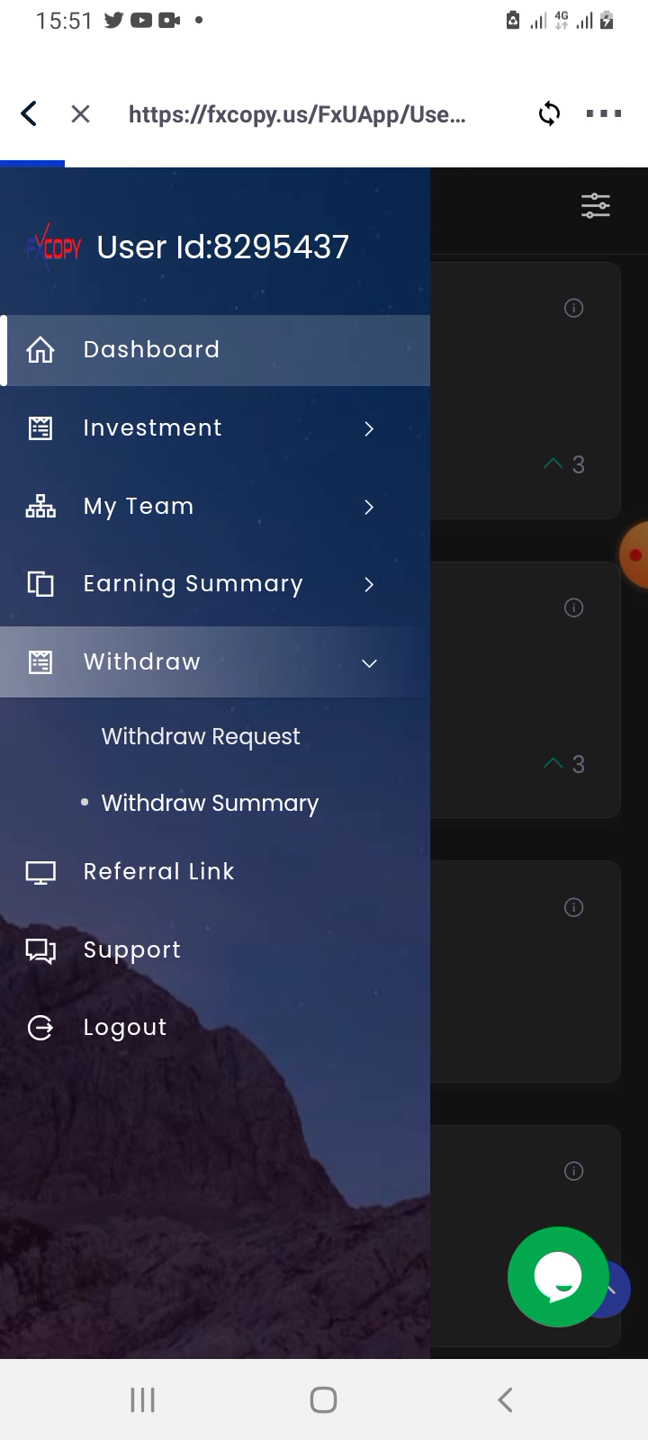 15:51
4G
https://fxcopy.us/FxUApp/Use...
FXCOPY User Id:8295437
Dashboard
Investment
3
My Team
Earning Summary
Withdraw
Withdraw Request
3
Withdraw Summary
Referral Link
Support
Logout